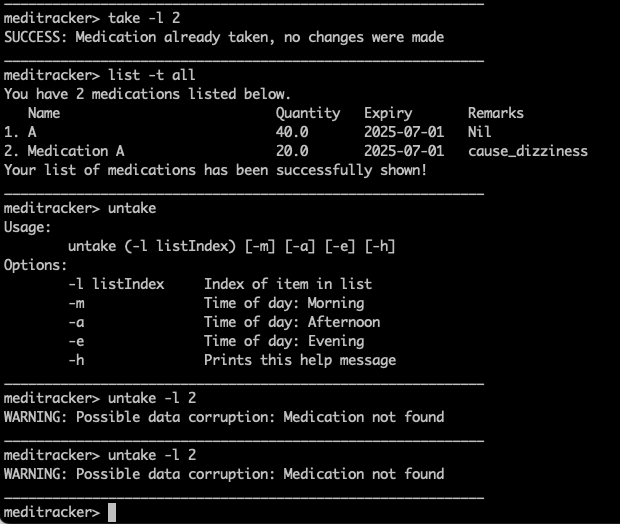 meditracker> take -l 2
SUCCESS: Medication already taken, no changes were made
meditracker> list -t all
You have 2 medications listed below.
   Name                        Quantity   Expiry       Remarks
1. A                           40.0       2025-07-01   Nil
2. Medication A                20.0       2025-07-01   cause_dizziness
Your list of medications has been successfully shown!
meditracker> untake
Usage:
        untake (-l listIndex) [-m] [-a] [-e] [-h]
Options:
        -l listIndex     Index of item in list
        -m               Time of day: Morning
        -a               Time of day: Afternoon
        -e               Time of day: Evening
        -h               Prints this help message
meditracker> untake -l 2
WARNING: Possible data corruption: Medication not found
meditracker> untake -l 2
WARNING: Possible data corruption: Medication not found
meditracker>